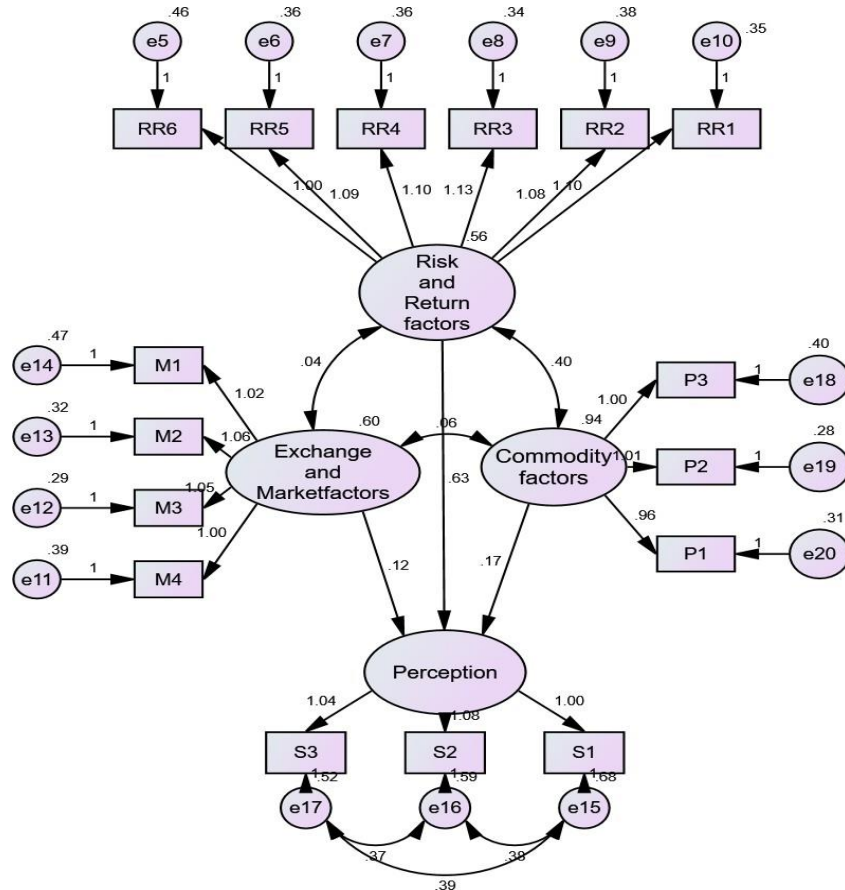 .46 .36 .36 .34 .38 .35
e5 e6 e7 e8 e9 e10
1 1 1 1 1 1
RR6 RR5 RR4 RR3 RR2 RR1
1.00 1.09 1.10 1.13 1.08 1.10
.56
Risk
and
Return
factors
.47 .04 .40 .40
e14 1 M1 P3 1 e18
1.02 1.00
.32 .60 .06 .94 .28
e13 1 M2 1.06
Exchange
and
Marketfactors
Commodity
factors
1.01 P2 1 e19
.29
e12 1 M3 1.05
.63
1.00 .96 .31
.39
e11 1 M4 P1 1 e20
.12 .17
Perception
1.04 1.08 1.00
S3 S2 S1
.52 .59 .68
e17 e16 e15
.37 .38
.39